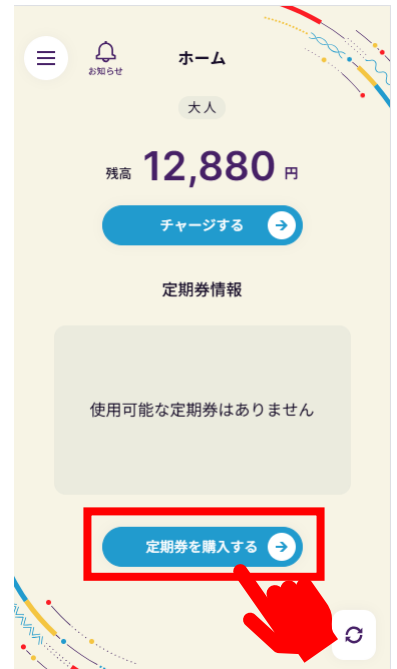 ホーム
お知らせ
大人
残高 12,880 円
チャージする
定期券情報
使用可能な定期券はありません
定期券を購入する